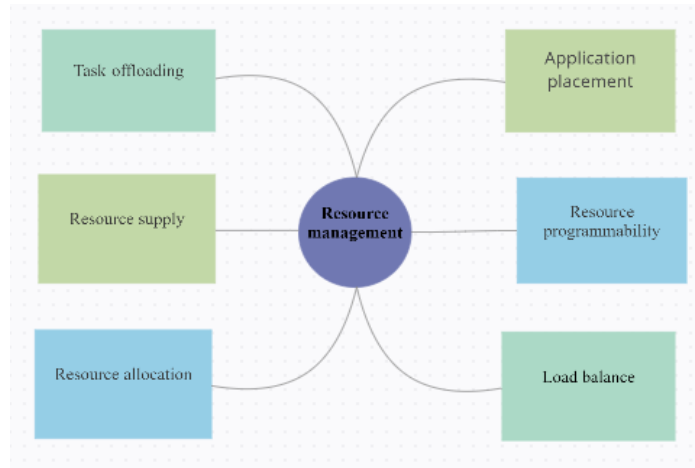 Task offloading
Application
placement
Resource supply
Resource
management
Resource
programmability
Resource allocation
Load balance